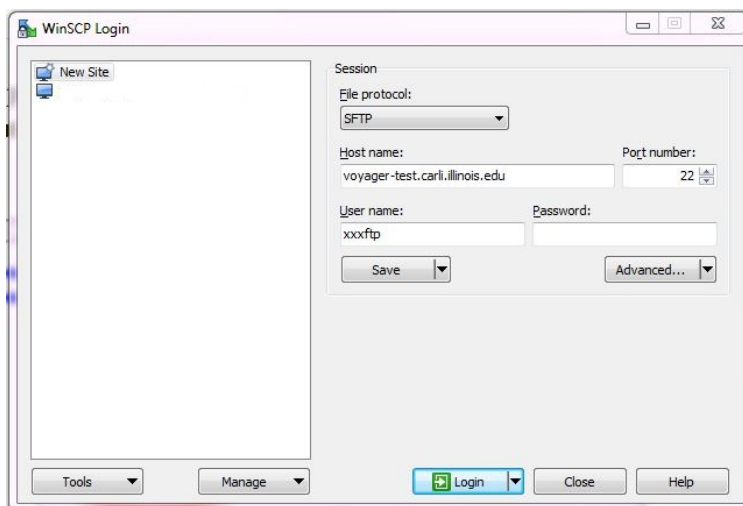 WinSCP Login
New Site
Session
File protocol:
SFTP
Host name:
Port number:
voyager-test.carli.illinois.edu
22
User name:
Password:
xxxftp
Save
Advanced...
Tools
Manage
Login
Close
Help